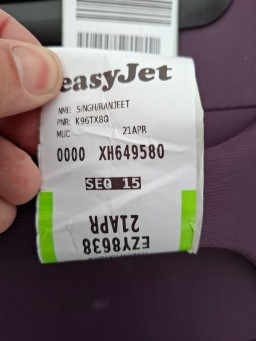 easyJet
NME: SINGH/RANJEET
PNR: K96TX8Q
MUC 21APR
0000 XH649580
SEQ 15
21APR
EZY8638